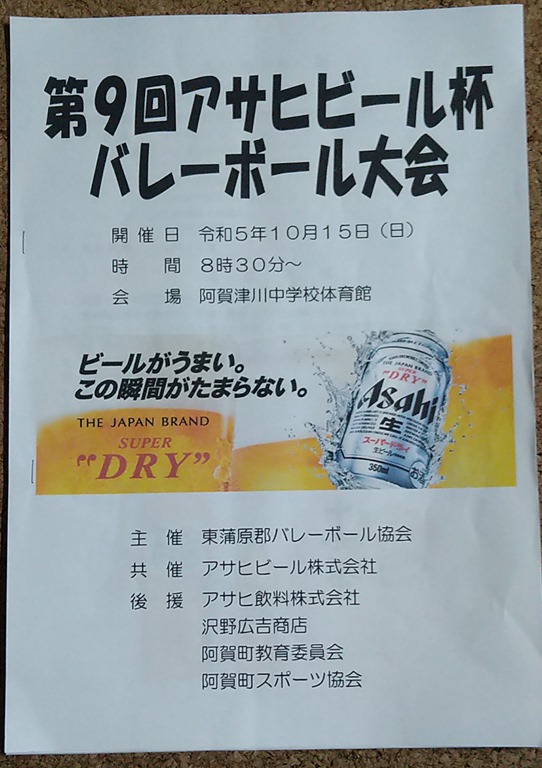 第9回アサヒビール杯
バレーボール大会
開催日 令和5年10月15日（日）
時 間 8時30分～
会 場 阿賀津川中学校体育館
ビールがうまい。
この瞬間がたまらない。
THE JAPAN BRAND
SUPER
"DRY"
THE JAPAN BRAND
SUPER
"DRY"
Asahi
生
スーパードライ
生ビール
350ml
お酒
主 催 東蒲原郡バレーボール協会
共 催 アサヒビール株式会社
後 援 アサヒ飲料株式会社
沢野広吉商店
阿賀町教育委員会
阿賀町スポーツ協会